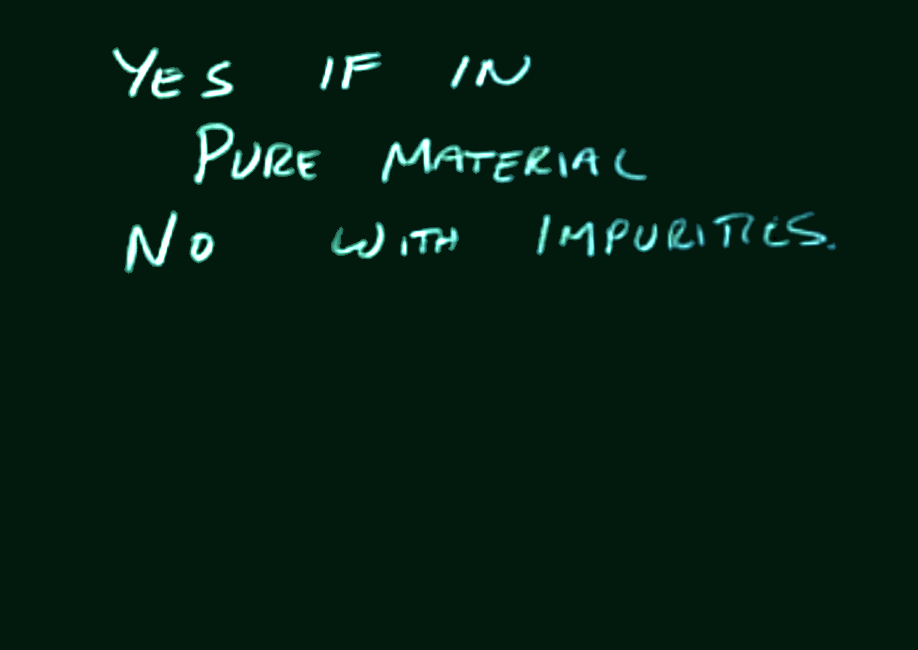 YES IF IN
PURE MATERIAL
NO WITH IMPURITIES.